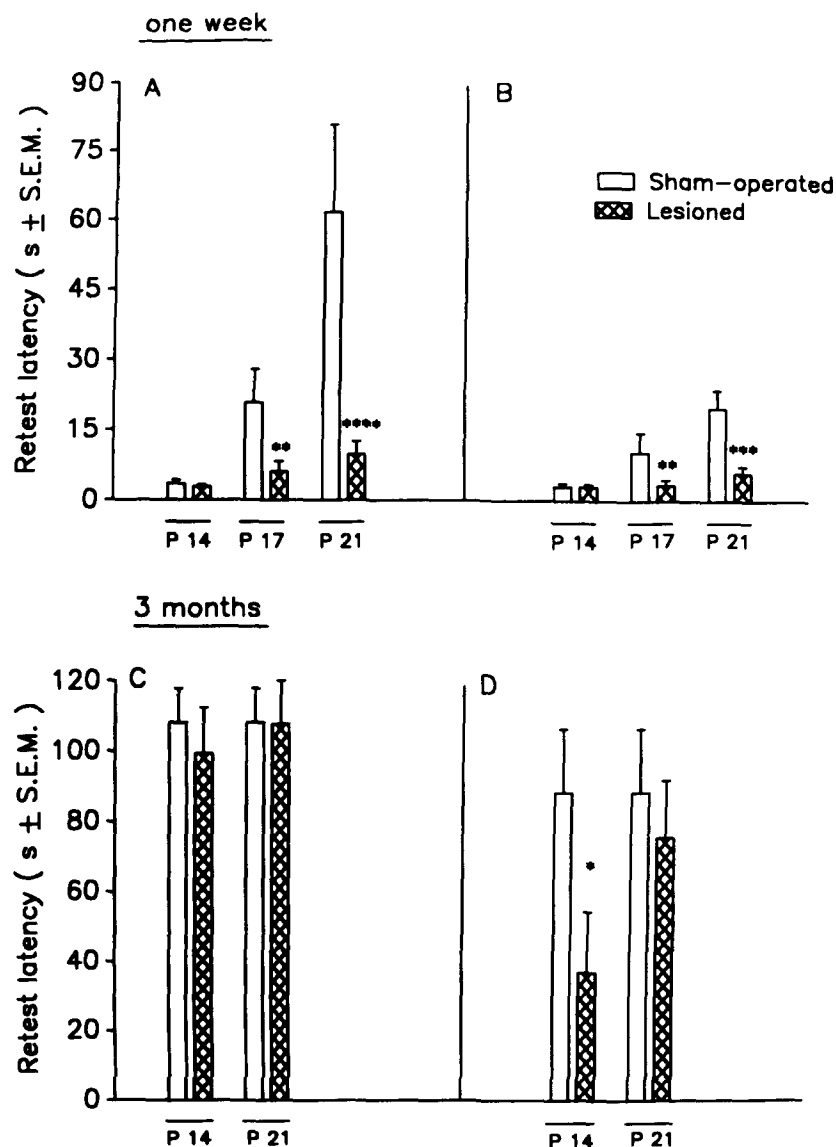 one week
A
B
90
75
60
45
30
15
0
Retest latency ( s ± S.E.M. )
Sham-operated
Lesioned
**
****
**
***
P 14
P 17
P 21
P 14
P 17
P 21
3 months
C
D
120
100
80
60
40
20
0
Retest latency ( s ± S.E.M. )
*
P 14
P 21
P 14
P 21